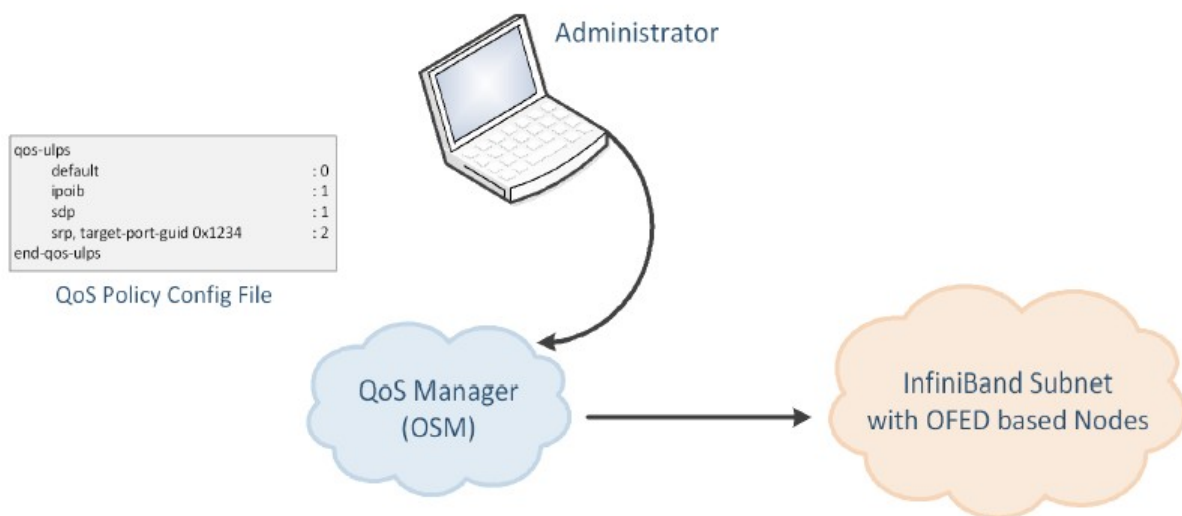 Administrator
qos-ulps
default : 0
ipoib : 1
sdp : 1
srp, target-port-guid 0x1234 : 2
end-qos-ulps
QoS Policy Config File
QoS Manager
(OSM)
InfiniBand Subnet
with OFED based Nodes